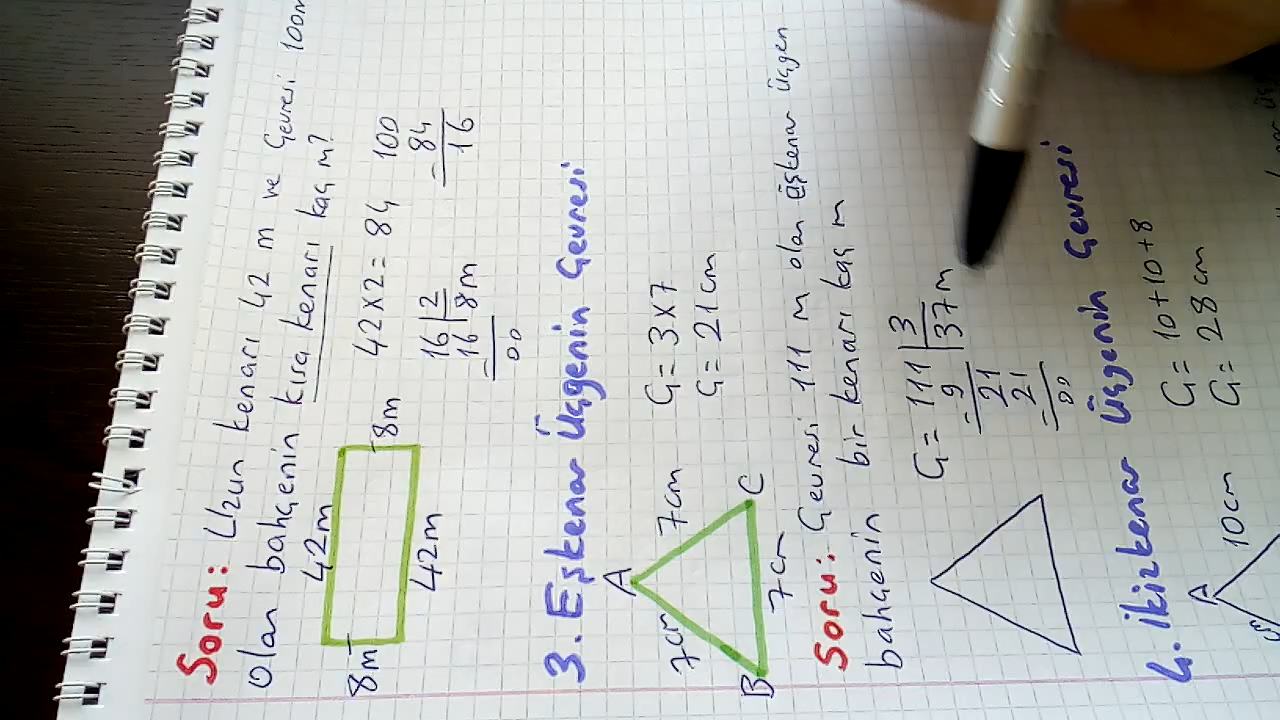 Soru: Uzun kenarı 42 m ve Çevresi 100m
olan bahçenin kısa kenarı kaç m?
42m
8m
8m
42m
42x2=84
100
-84
16
16 | 2
-16 | 8m
00
3. Eşkenar Üçgenin Çevresi
A
7cm
7cm
B
C
7cm
Ç= 3x7
Ç= 21cm
Soru: Çevresi 111 m olan eşkenar üçgen
bahçenin bir kenarı kaç m
Ç= 111 | 3
-9 | 37m
21
-21
00
4. ikizkenar Üçgenin Çevresi
A
10cm
Ç= 10+10+8
Ç= 28cm